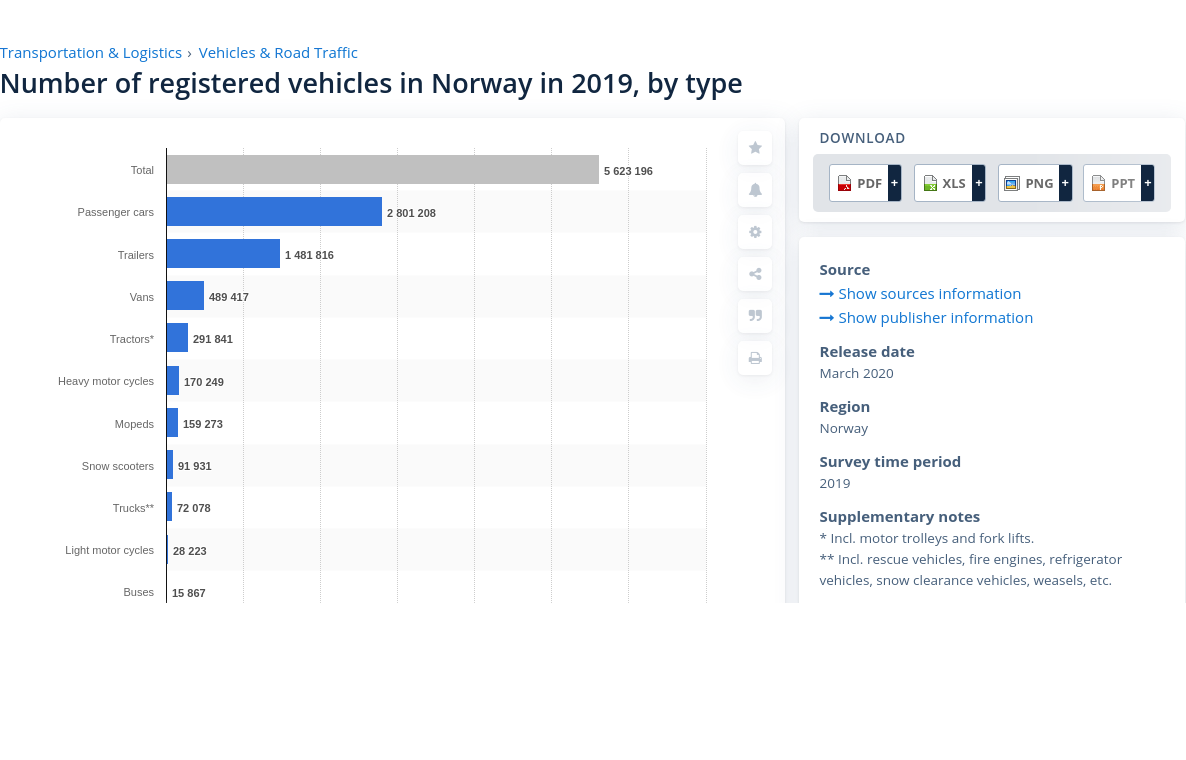 Transportation & Logistics › Vehicles & Road Traffic
Number of registered vehicles in Norway in 2019, by type
Total 5 623 196
Passenger cars 2 801 208
Trailers 1 481 816
Vans 489 417
Tractors* 291 841
Heavy motor cycles 170 249
Mopeds 159 273
Snow scooters 91 931
Trucks** 72 078
Light motor cycles 28 223
Buses 15 867
DOWNLOAD
PDF + XLS + PNG + PPT +
Source
Show sources information
Show publisher information
Release date
March 2020
Region
Norway
Survey time period
2019
Supplementary notes
* Incl. motor trolleys and fork lifts.
** Incl. rescue vehicles, fire engines, refrigerator
vehicles, snow clearance vehicles, weasels, etc.